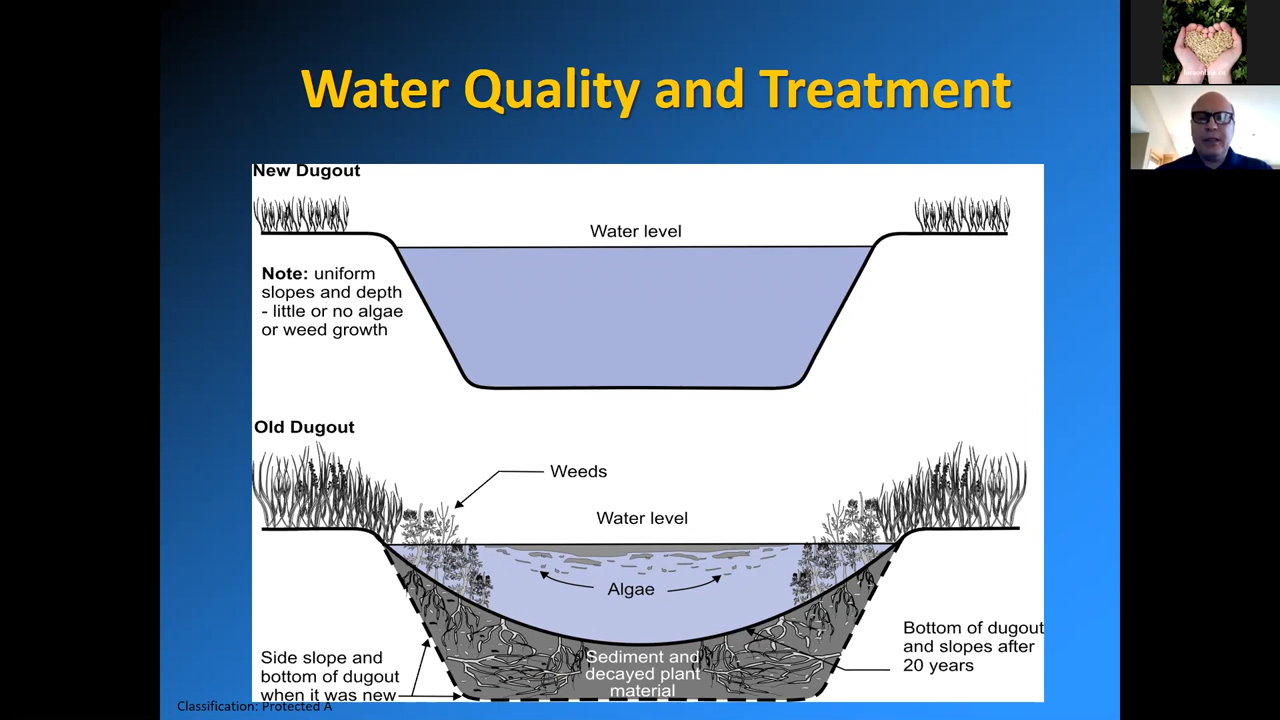 Water Quality and Treatment
New Dugout
Water level
Note: uniform
slopes and depth
- little or no algae
or weed growth
Old Dugout
Weeds
Water level
Algae
Bottom of dugout
and slopes after
20 years
Sediment and
decayed plant
material
Side slope and
bottom of dugout
when it was new
Classification: Protected A